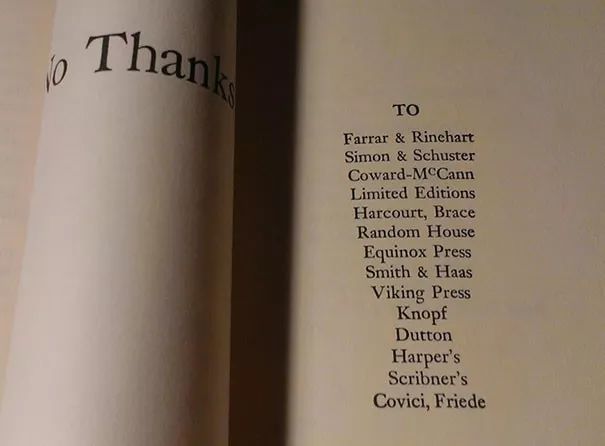 No Thanks
TO
Farrar & Rinehart
Simon & Schuster
Coward-McCann
Limited Editions
Harcourt, Brace
Random House
Equinox Press
Smith & Haas
Viking Press
Knopf
Dutton
Harper's
Scribner's
Covici, Friede